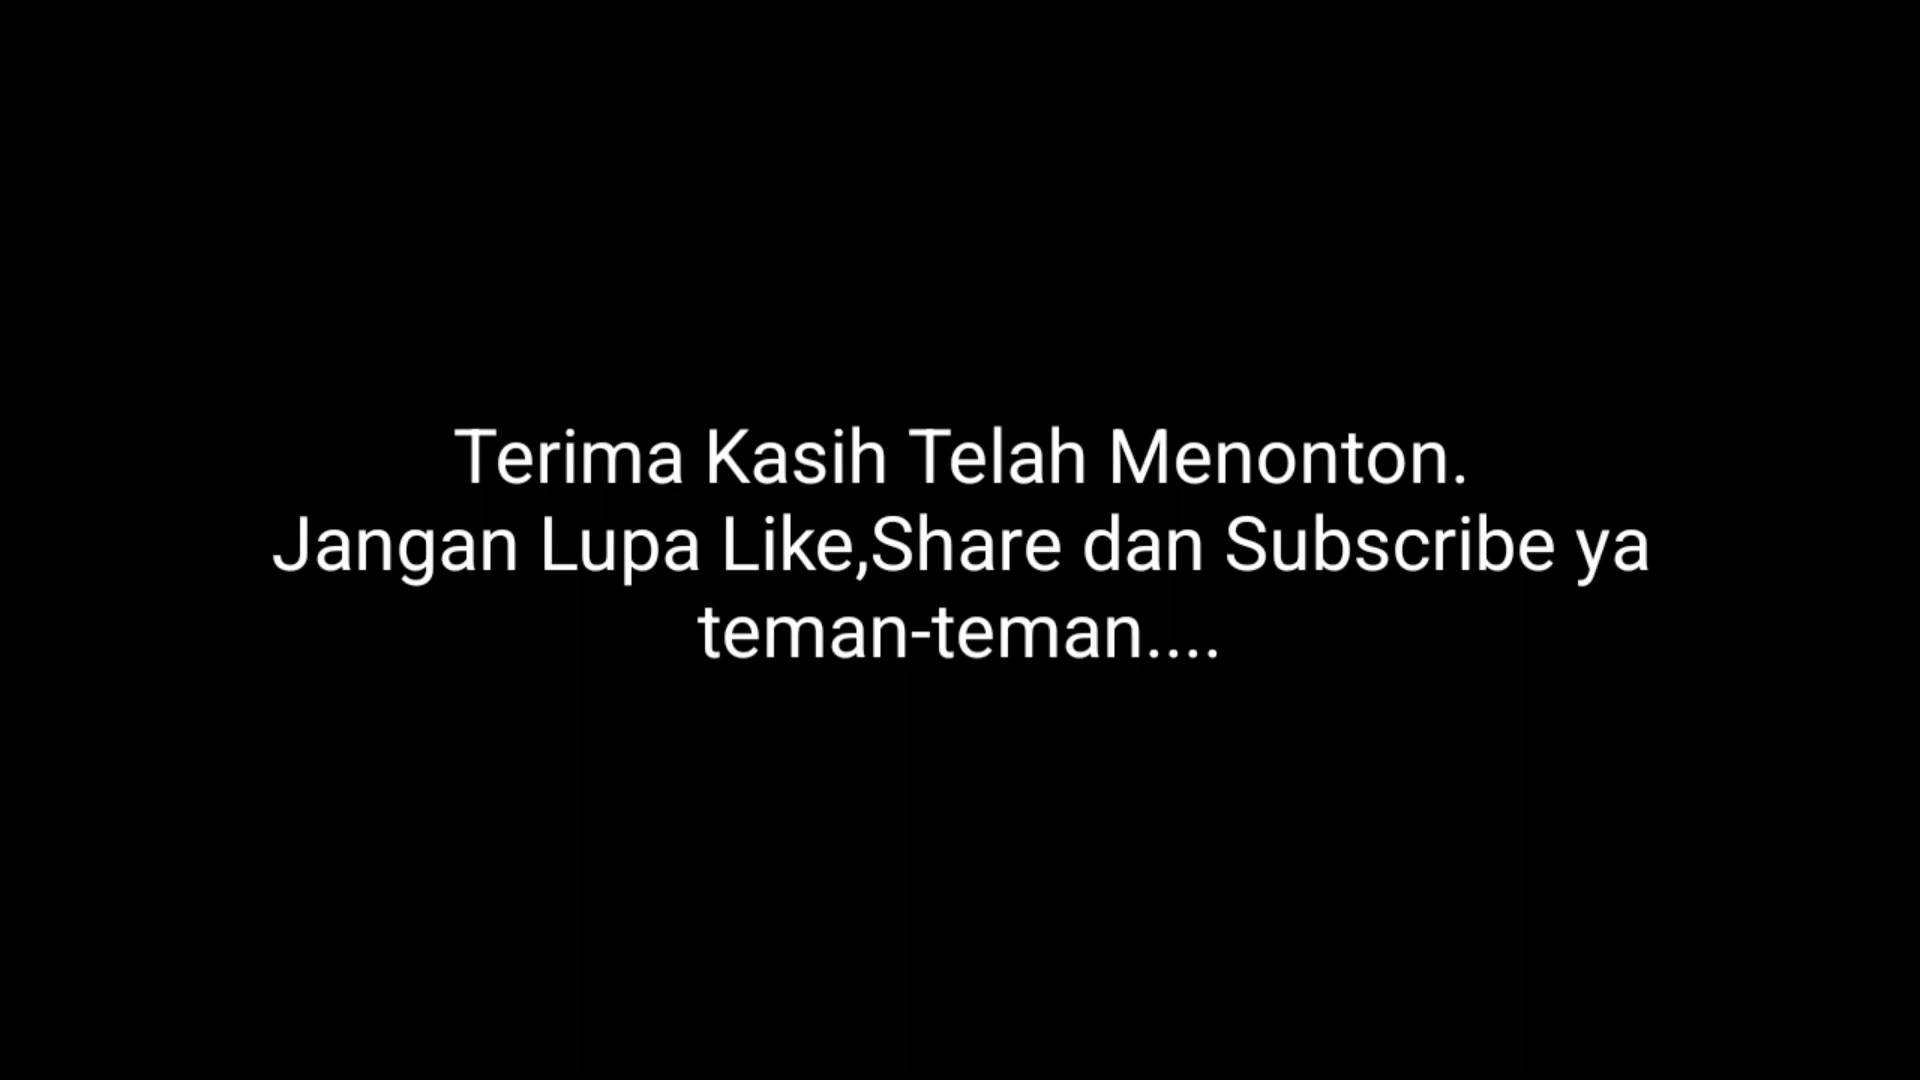 Terima Kasih Telah Menonton.
Jangan Lupa Like,Share dan Subscribe ya
teman-teman....